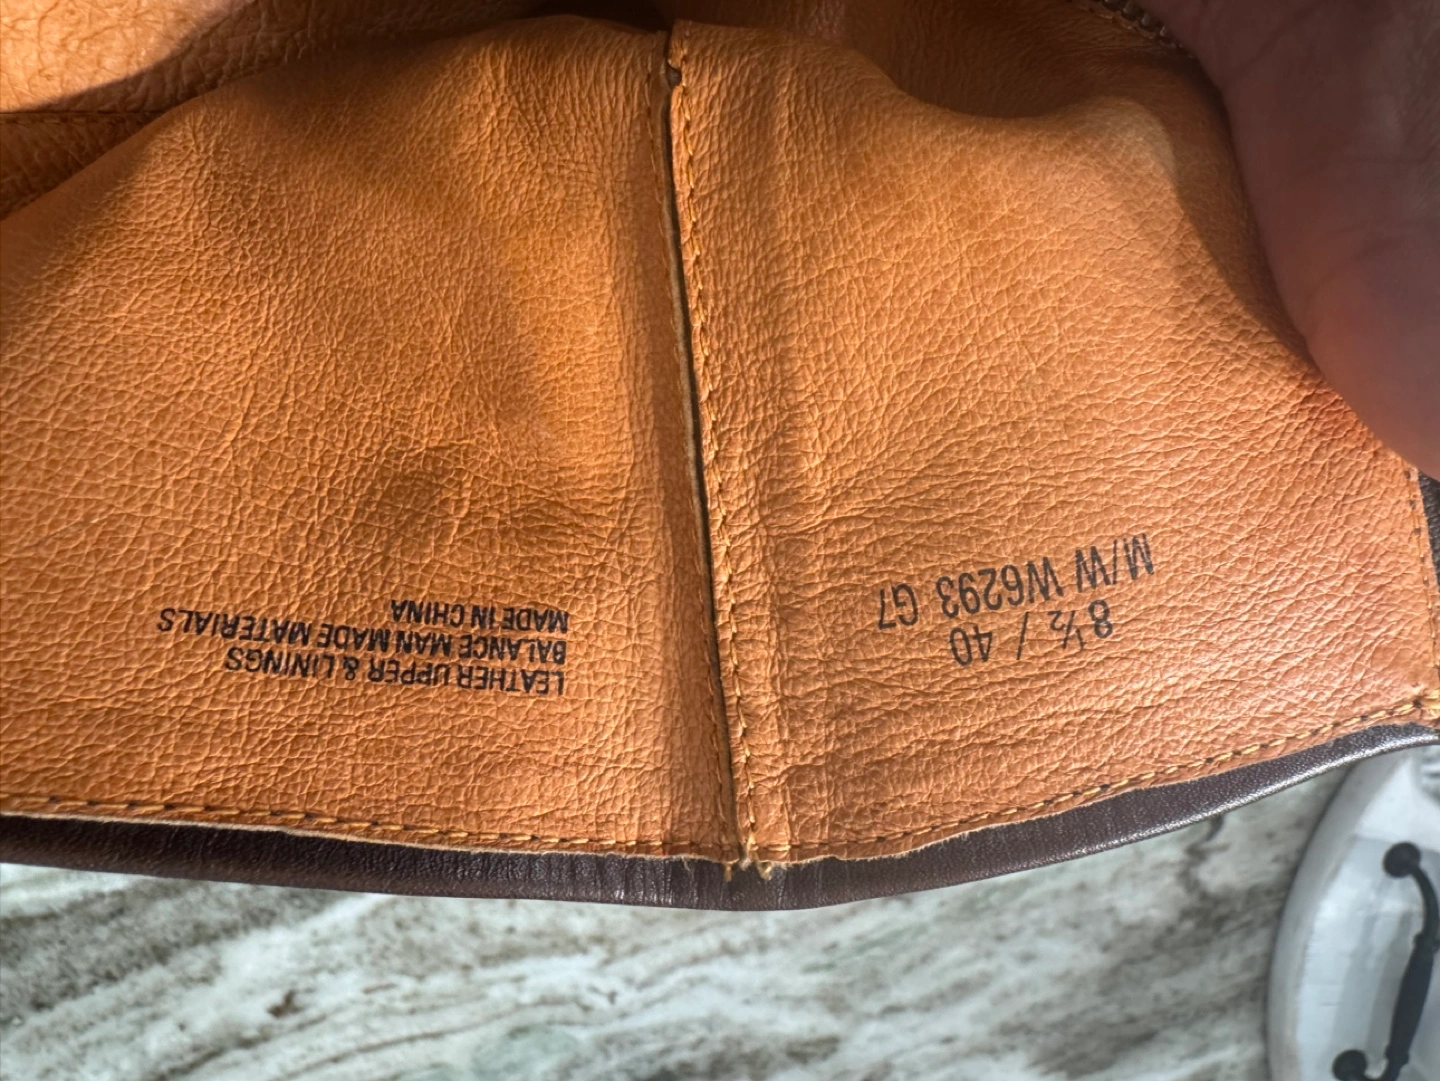 LEATHER UPPER & LININGS
BALANCE MAN MADE MATERIALS
MADE IN CHINA
8½ / 40
M/W W6293 G7